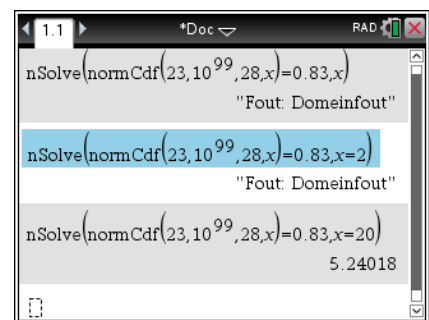 1.1 *Doc RAD
nSolve(normCdf(23,10^99,28,x)=0.83,x)
"Fout: Domeinfout"
nSolve(normCdf(23,10^99,28,x)=0.83,x=2)
"Fout: Domeinfout"
nSolve(normCdf(23,10^99,28,x)=0.83,x=20)
5.24018